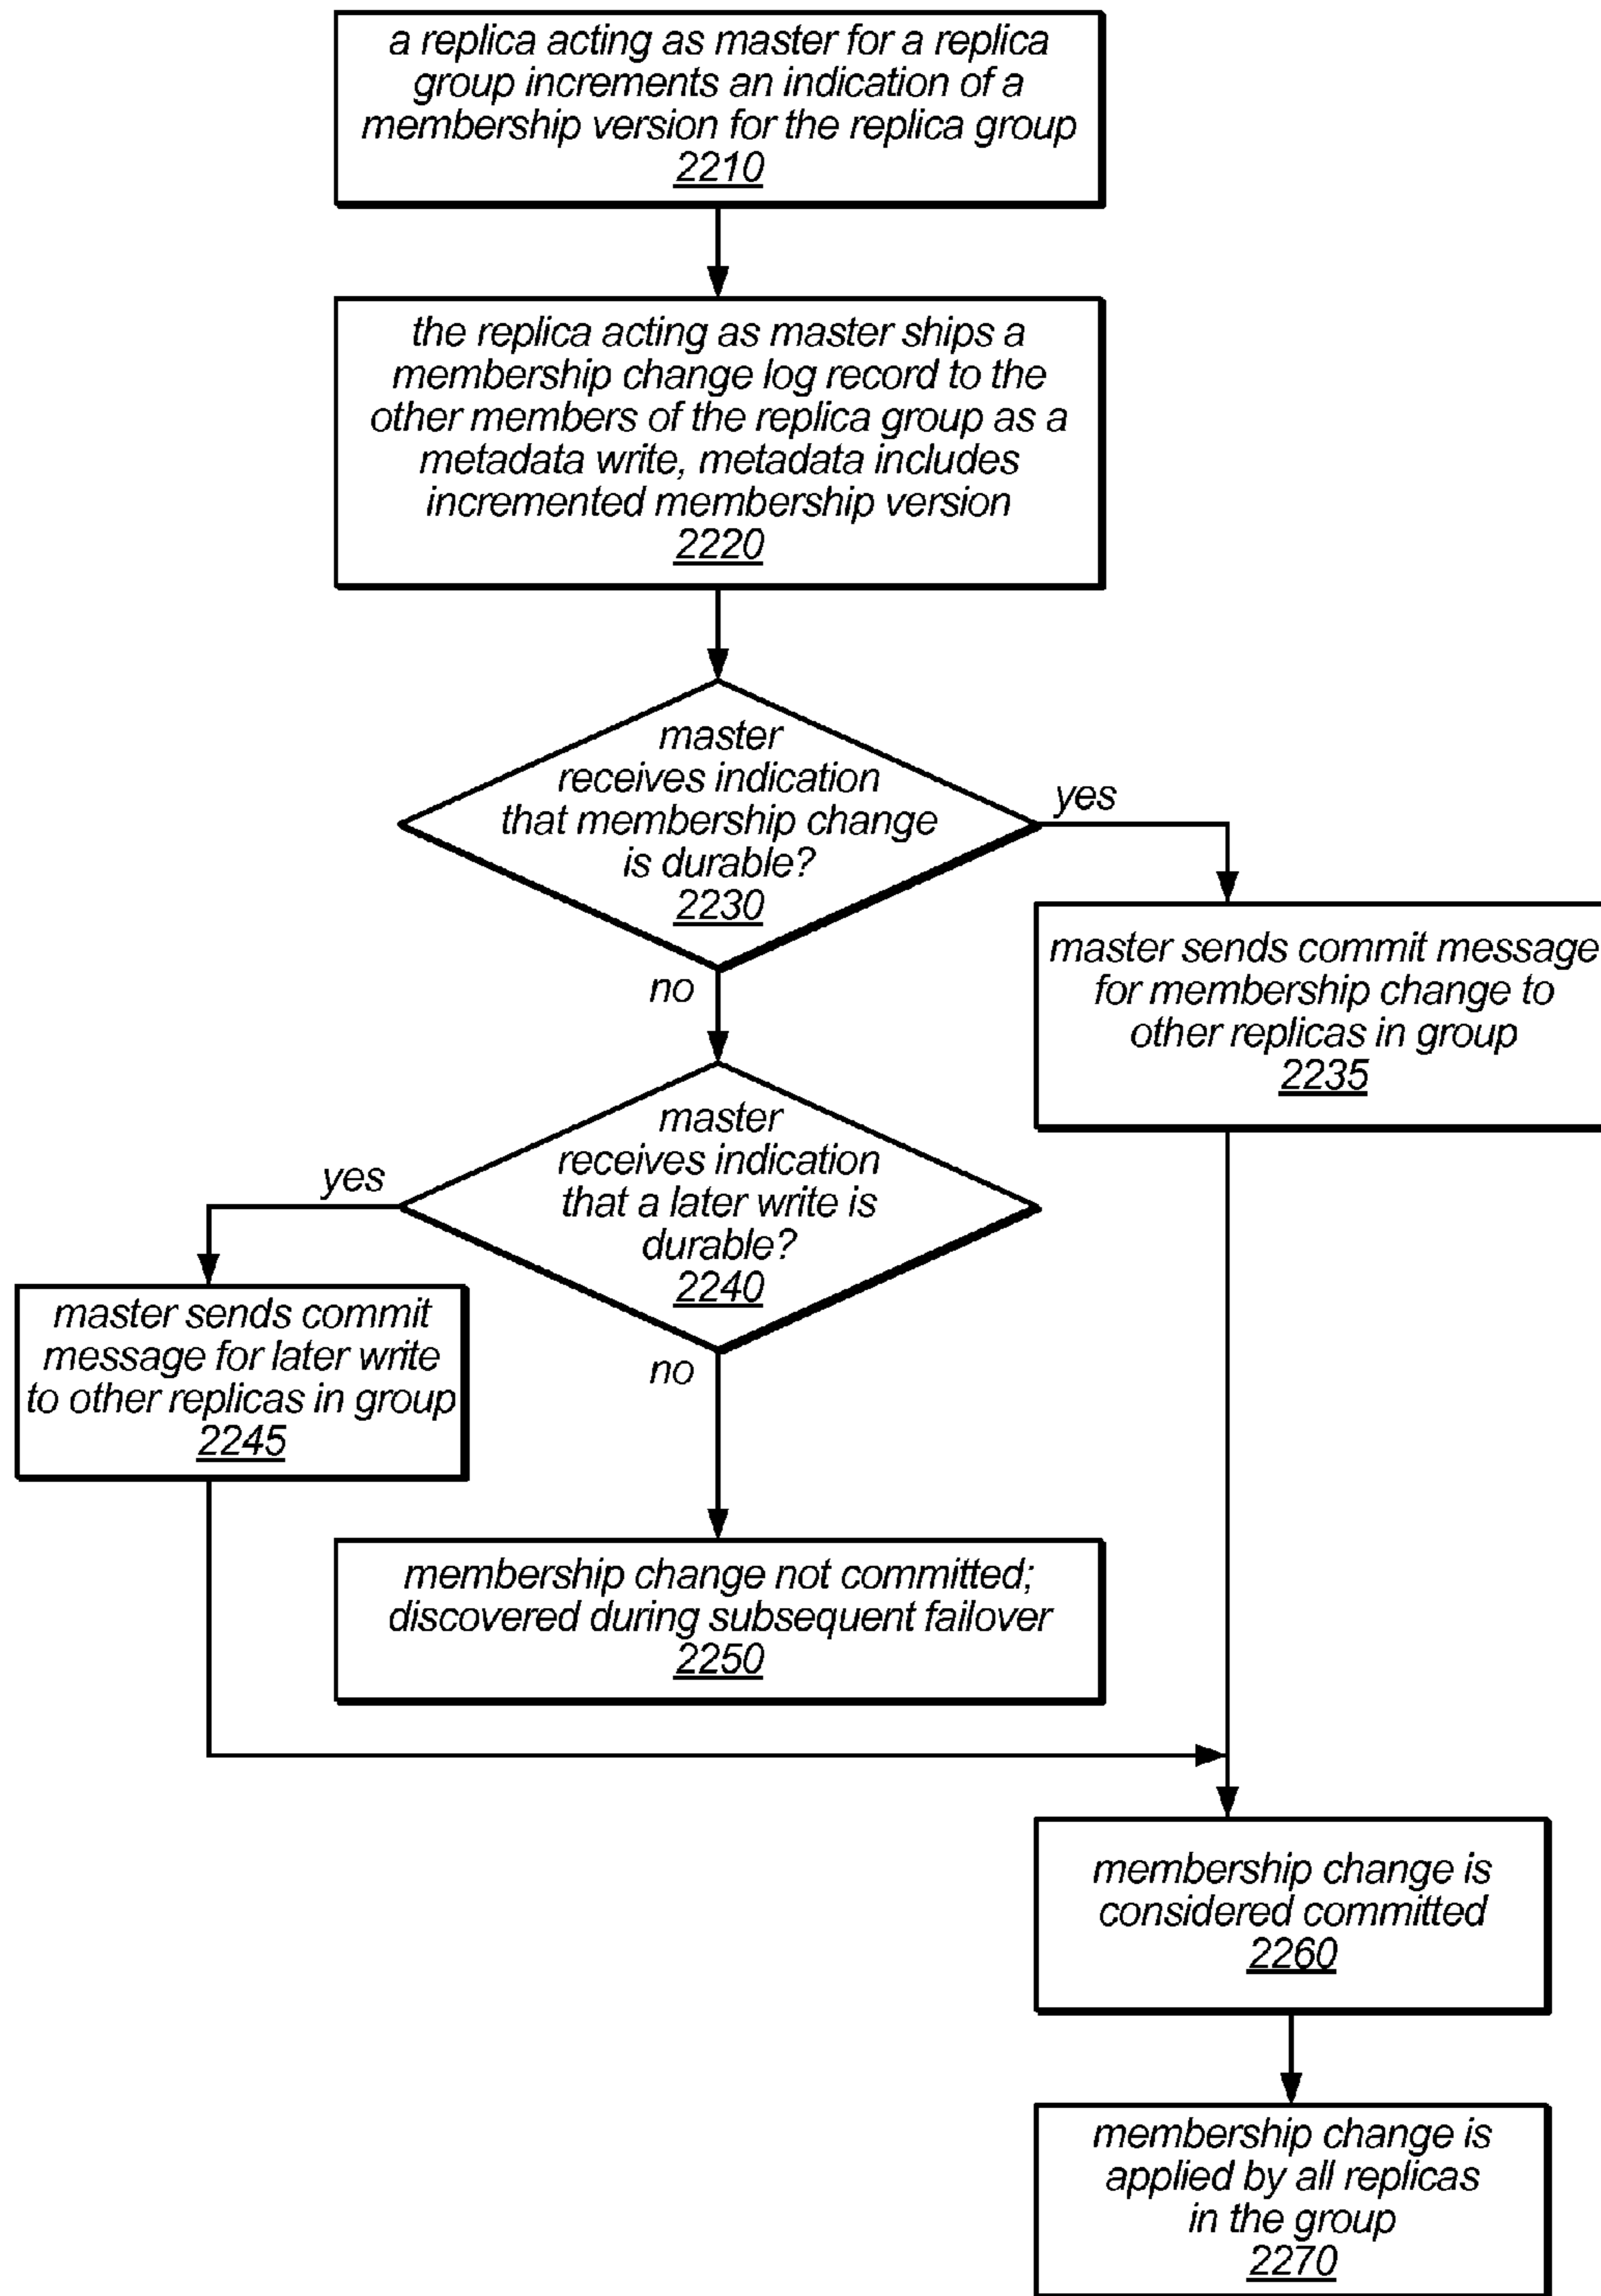 a replica acting as master for a replica
group increments an indication of a
membership version for the replica group
2210
the replica acting as master ships a
membership change log record to the
other members of the replica group as a
metadata write, metadata includes
incremented membership version
2220
master
receives indication
that membership change
is durable?
2230
yes
no
master sends commit message
for membership change to
other replicas in group
2235
master
receives indication
that a later write is
durable?
2240
yes
no
master sends commit
message for later write
to other replicas in group
2245
membership change not committed;
discovered during subsequent failover
2250
membership change is
considered committed
2260
membership change is
applied by all replicas
in the group
2270